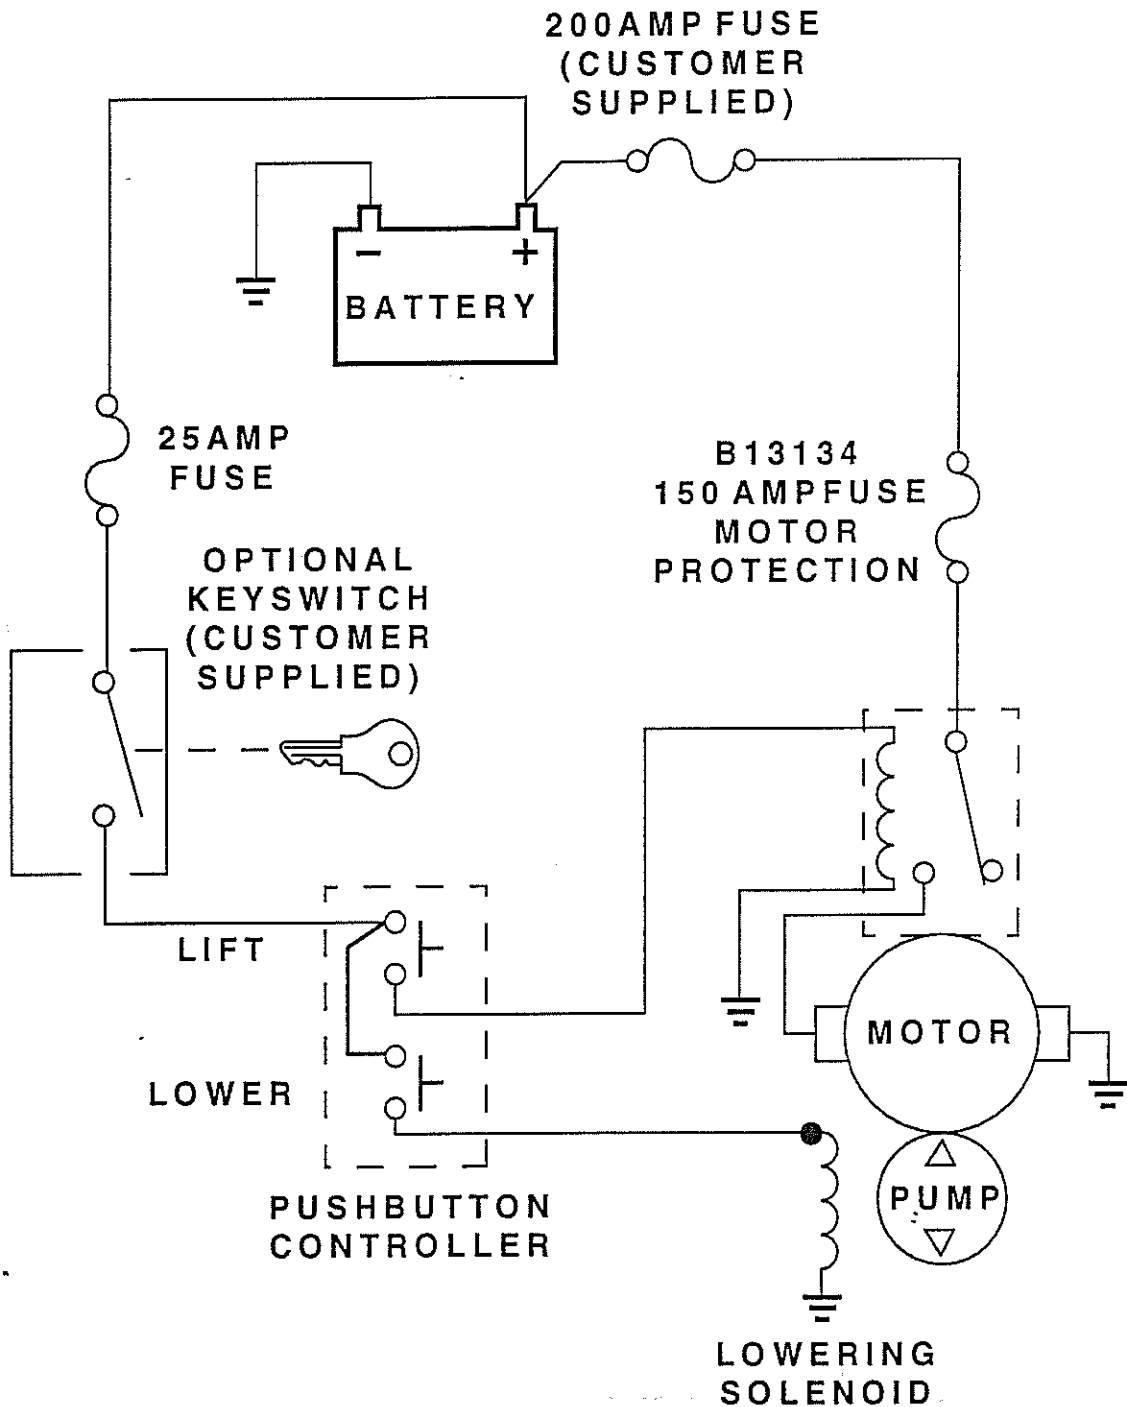 200AMP FUSE
(CUSTOMER
SUPPLIED)
-
+
BATTERY
25AMP
FUSE
B13134
150 AMPFUSE
MOTOR
PROTECTION
OPTIONAL
KEYSWITCH
(CUSTOMER
SUPPLIED)
LIFT
LOWER
MOTOR
PUMP
PUSHBUTTON
CONTROLLER
LOWERING
SOLENOID